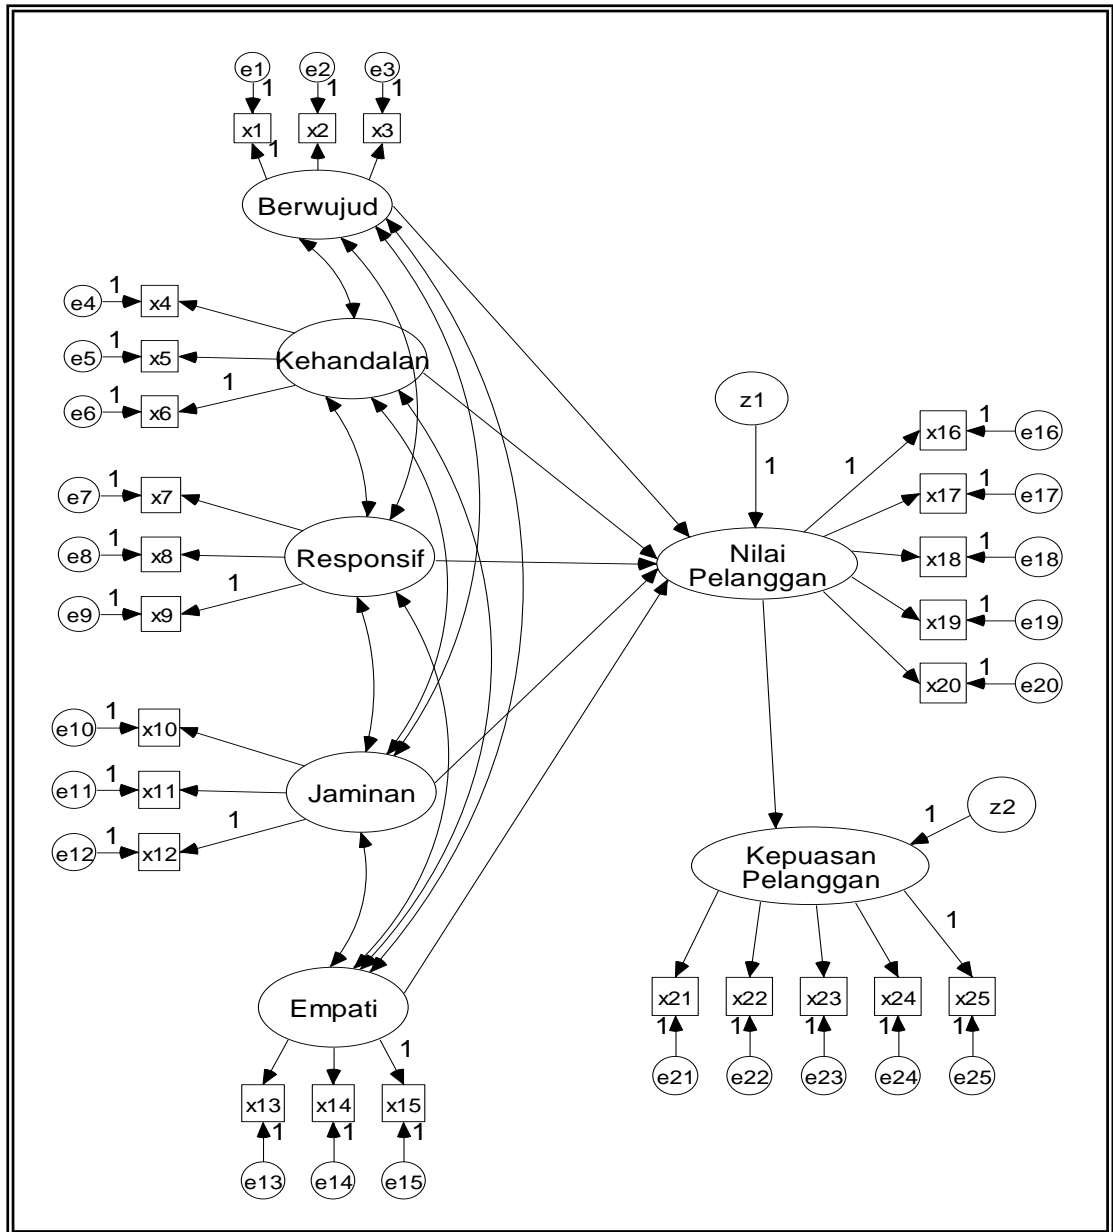 e1 e2 e3
1 1 1
x1 x2 x3
1
Berwujud
e4 1 x4
e5 1 x5
e6 1 x6
1
Kehandalan
z1
1
e7 1 x7
e8 1 x8
e9 1 x9
1
Responsif
Nilai
Pelanggan
1
x16 1 e16
x17 1 e17
x18 1 e18
x19 1 e19
x20 1 e20
e10 1 x10
e11 1 x11
e12 1 x12
1
Jaminan
z2
1
Kepuasan
Pelanggan
1
x21 x22 x23 x24 x25
1 1 1 1 1
e21 e22 e23 e24 e25
Empati
1
x13 x14 x15
1 1 1
e13 e14 e15